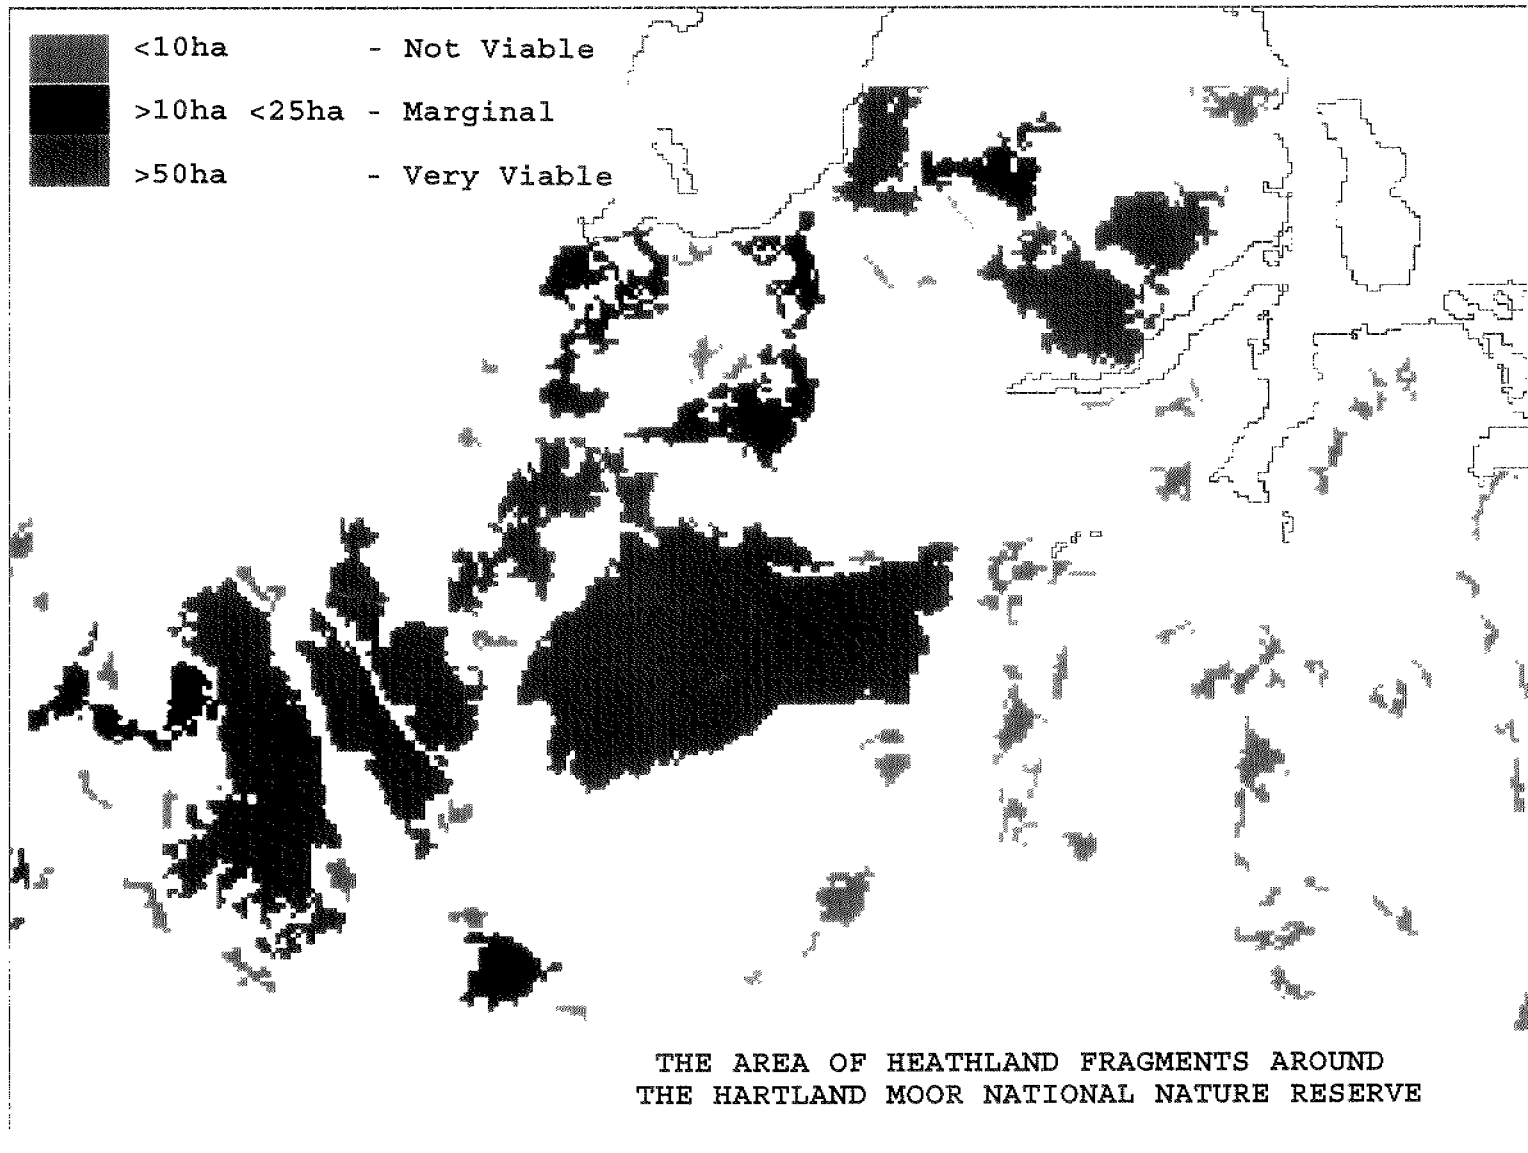 <10ha - Not Viable
>10ha <25ha - Marginal
>50ha - Very Viable
THE AREA OF HEATHLAND FRAGMENTS AROUND
THE HARTLAND MOOR NATIONAL NATURE RESERVE